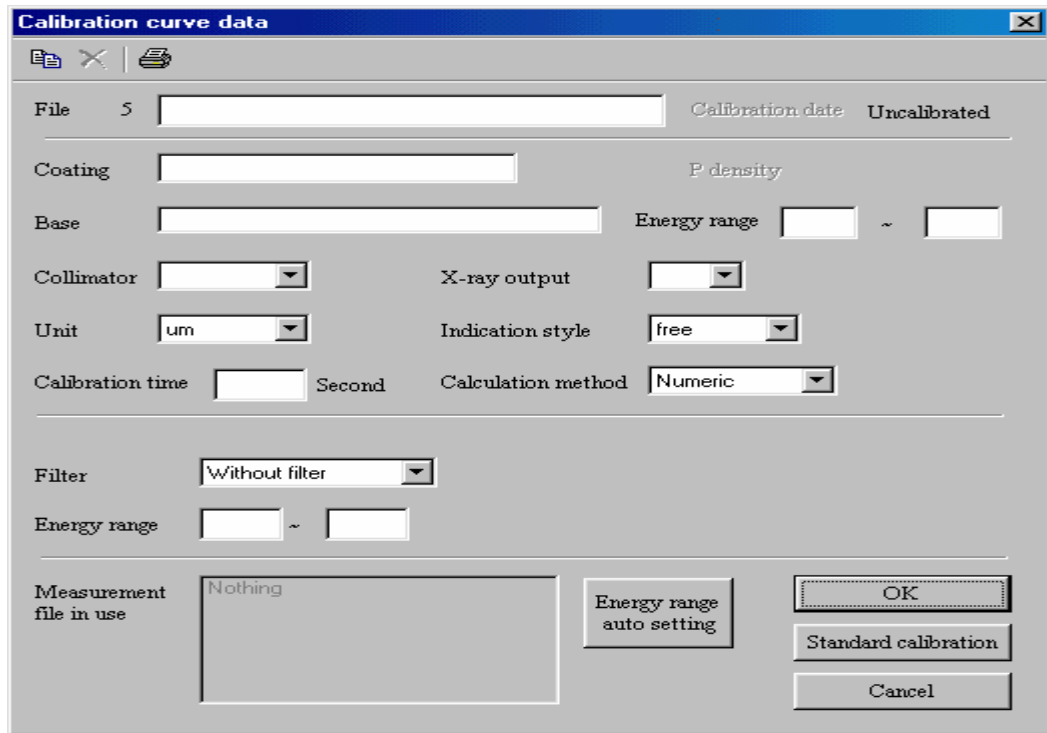 Calibration curve data
File 5 Calibration date Uncalibrated
Coating P density
Base Energy range ~
Collimator X-ray output
Unit um Indication style free
Calibration time Second Calculation method Numeric
Filter Without filter
Energy range ~
Measurement file in use Nothing
Energy range auto setting
OK
Standard calibration
Cancel